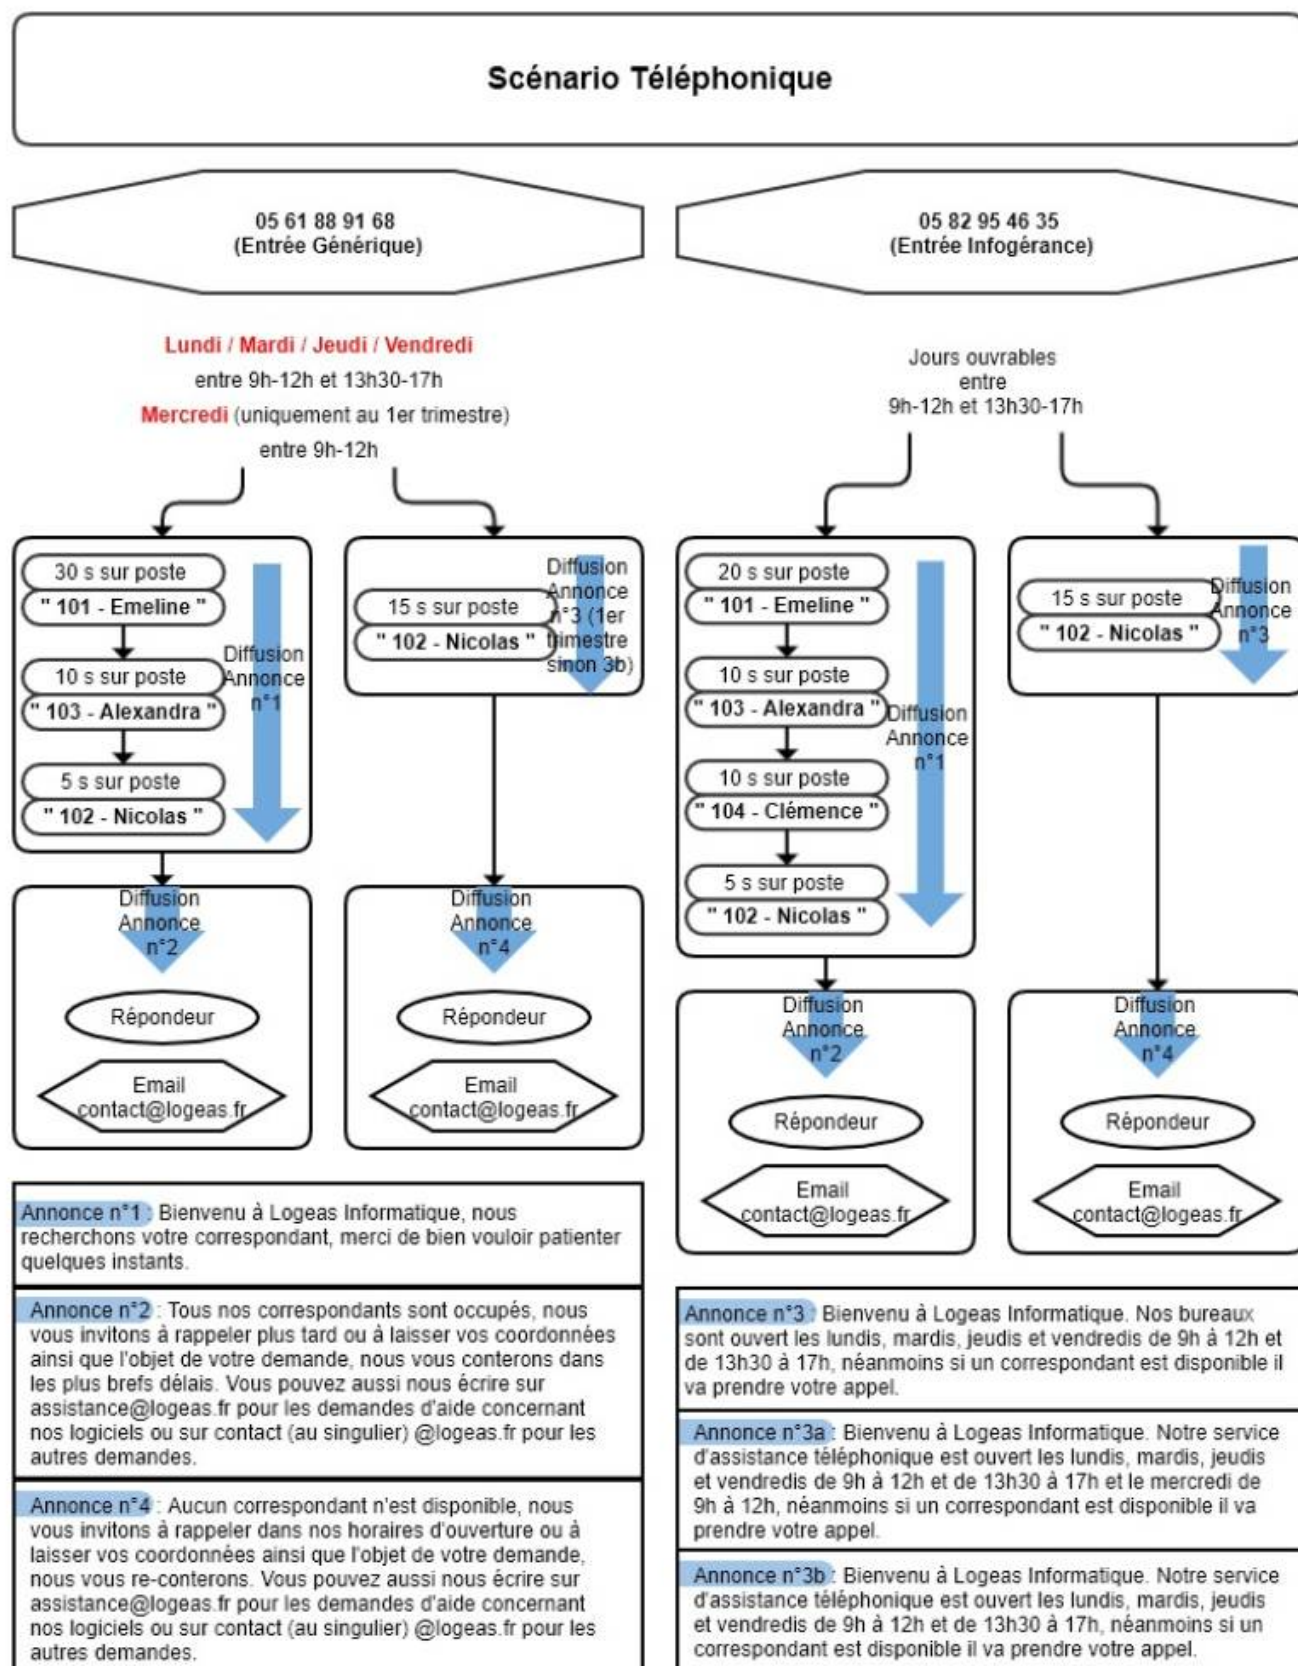 Scénario Téléphonique
05 61 88 91 68
(Entrée Générique)
05 82 95 46 35
(Entrée Infogérance)
Lundi / Mardi / Jeudi / Vendredi
entre 9h-12h et 13h30-17h
Mercredi (uniquement au 1er trimestre)
entre 9h-12h
Jours ouvrables
entre
9h-12h et 13h30-17h
30 s sur poste
" 101 - Emeline "
10 s sur poste
" 103 - Alexandra "
5 s sur poste
" 102 - Nicolas "
Diffusion
Annonce
n°1
15 s sur poste
" 102 - Nicolas "
Diffusion
Annonce
n°3 (1er
trimestre
sinon 3b)
20 s sur poste
" 101 - Emeline "
10 s sur poste
" 103 - Alexandra "
10 s sur poste
" 104 - Clémence "
5 s sur poste
" 102 - Nicolas "
Diffusion
Annonce
n°1
15 s sur poste
" 102 - Nicolas "
Diffusion
Annonce
n°3
Diffusion
Annonce
n°2
Répondeur
Email
contact@logeas.fr
Diffusion
Annonce
n°4
Répondeur
Email
contact@logeas.fr
Diffusion
Annonce
n°2
Répondeur
Email
contact@logeas.fr
Diffusion
Annonce
n°4
Répondeur
Email
contact@logeas.fr
Annonce n°1 : Bienvenu à Logeas Informatique, nous
recherchons votre correspondant, merci de bien vouloir patienter
quelques instants.
Annonce n°2 : Tous nos correspondants sont occupés, nous
vous invitons à rappeler plus tard ou à laisser vos coordonnées
ainsi que l'objet de votre demande, nous vous conterons dans
les plus brefs délais. Vous pouvez aussi nous écrire sur
assistance@logeas.fr pour les demandes d'aide concernant
nos logiciels ou sur contact (au singulier) @logeas.fr pour les
autres demandes.
Annonce n°4 : Aucun correspondant n'est disponible, nous
vous invitons à rappeler dans nos horaires d'ouverture ou à
laisser vos coordonnées ainsi que l'objet de votre demande,
nous vous re-conterons. Vous pouvez aussi nous écrire sur
assistance@logeas.fr pour les demandes d'aide concernant
nos logiciels ou sur contact (au singulier) @logeas.fr pour les
autres demandes.
Annonce n°3 : Bienvenu à Logeas Informatique. Nos bureaux
sont ouvert les lundis, mardis, jeudis et vendredis de 9h à 12h et
de 13h30 à 17h, néanmoins si un correspondant est disponible il
va prendre votre appel.
Annonce n°3a : Bienvenu à Logeas Informatique. Notre service
d'assistance téléphonique est ouvert les lundis, mardis, jeudis
et vendredis de 9h à 12h et de 13h30 à 17h et le mercredi de
9h à 12h, néanmoins si un correspondant est disponible il va
prendre votre appel.
Annonce n°3b : Bienvenu à Logeas Informatique. Notre service
d'assistance téléphonique est ouvert les lundis, mardis, jeudis
et vendredis de 9h à 12h et de 13h30 à 17h, néanmoins si un
correspondant est disponible il va prendre votre appel.